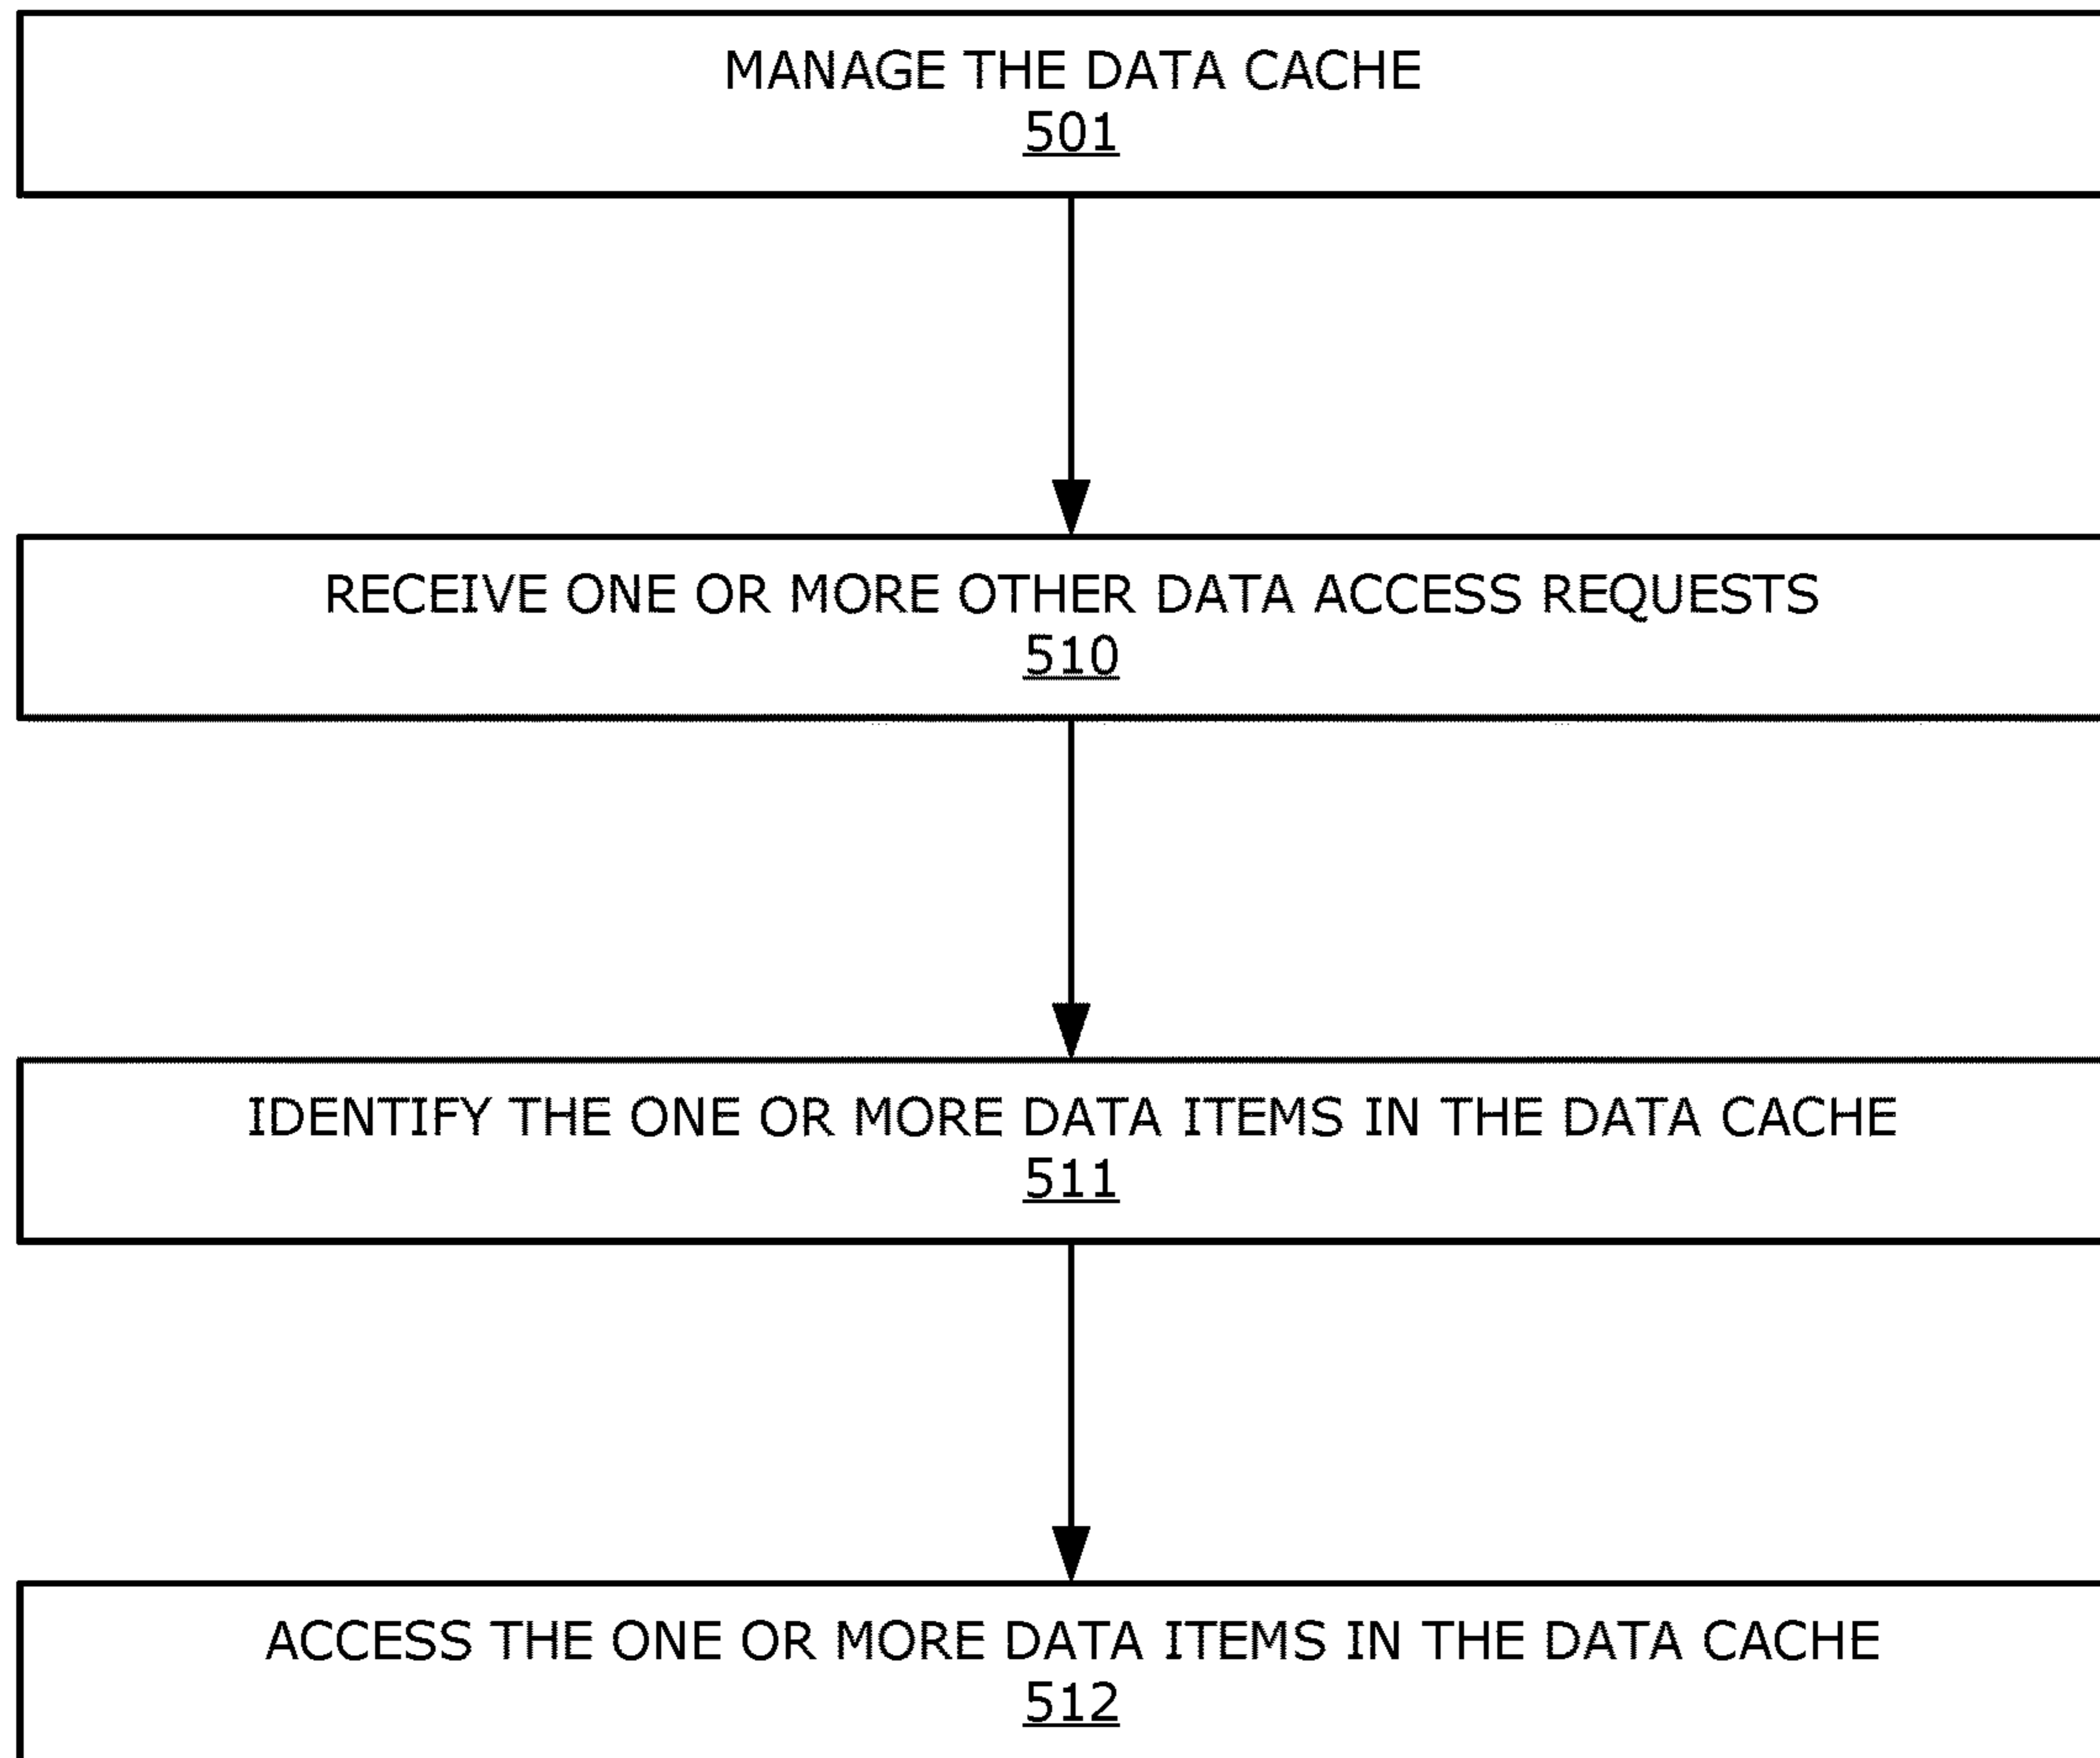 MANAGE THE DATA CACHE
501
RECEIVE ONE OR MORE OTHER DATA ACCESS REQUESTS
510
IDENTIFY THE ONE OR MORE DATA ITEMS IN THE DATA CACHE
511
ACCESS THE ONE OR MORE DATA ITEMS IN THE DATA CACHE
512